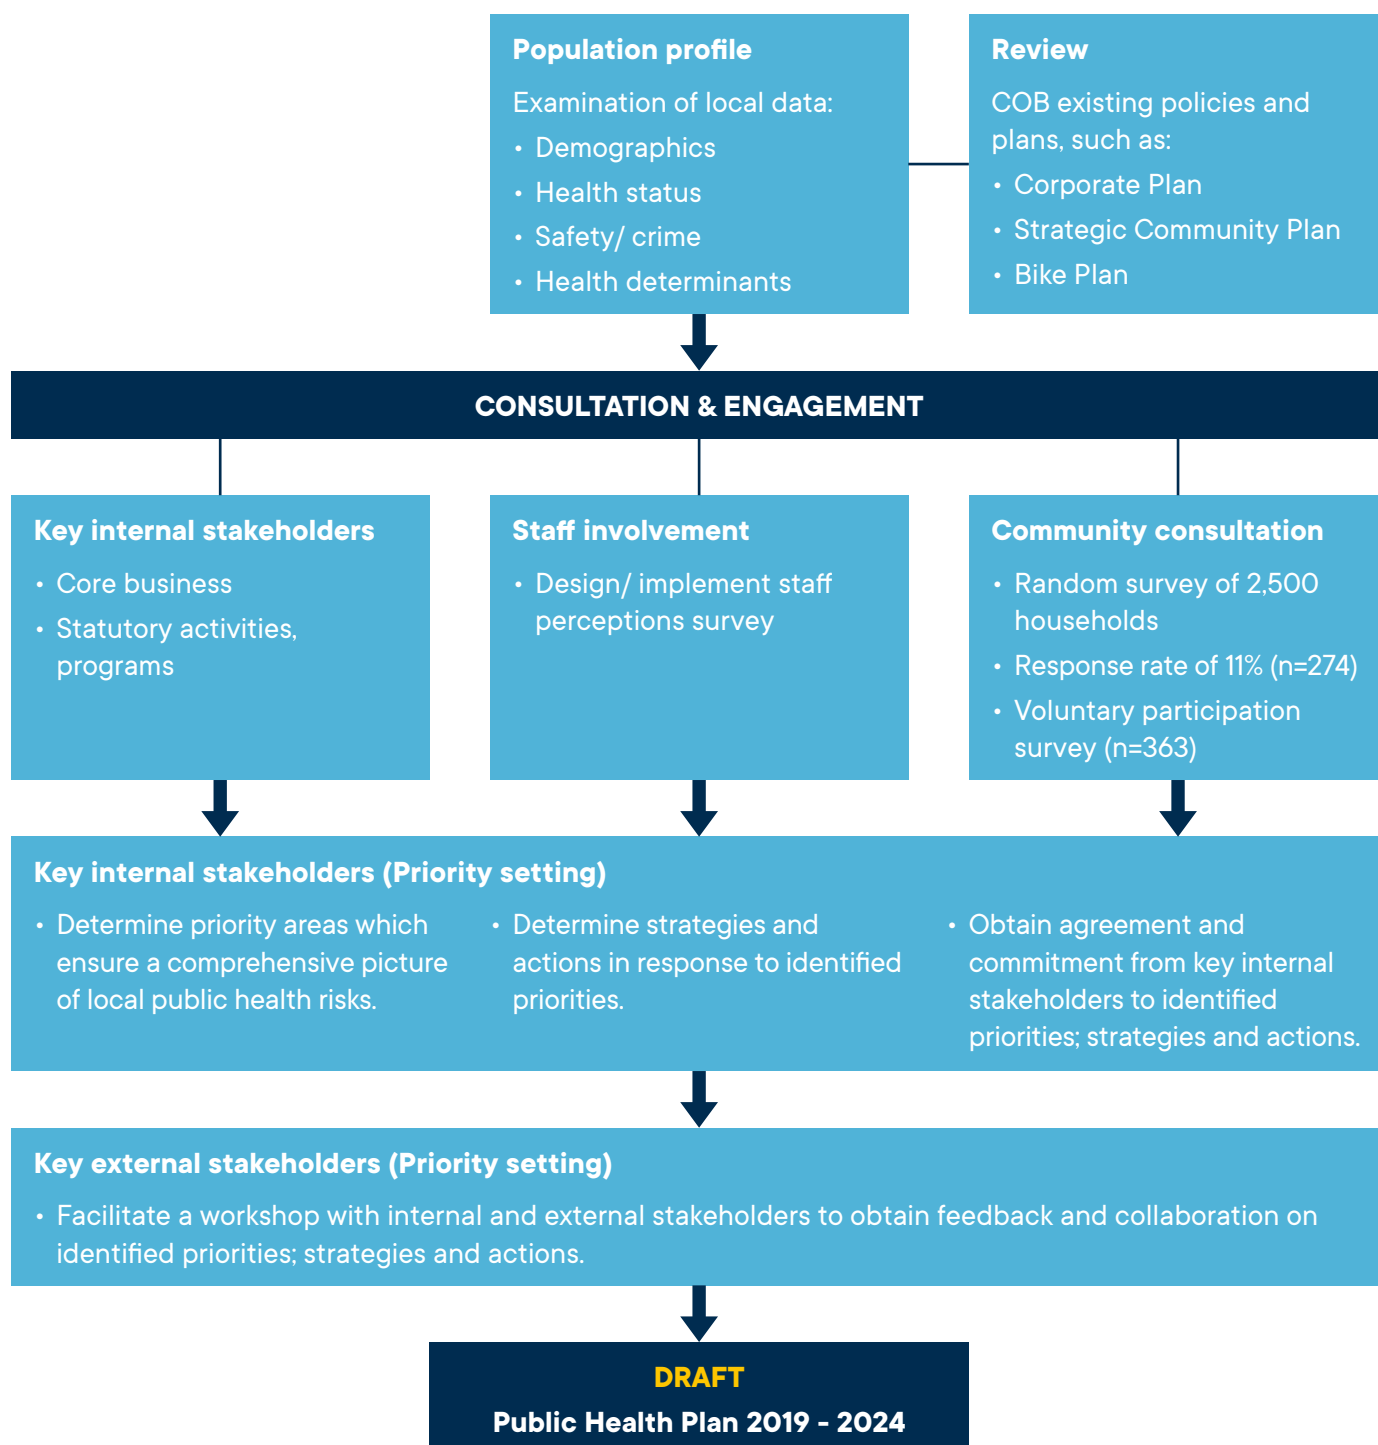 Population profile
Examination of local data:
• Demographics
• Health status
• Safety/ crime
• Health determinants
Review
COB existing policies and
plans, such as:
• Corporate Plan
• Strategic Community Plan
• Bike Plan
CONSULTATION & ENGAGEMENT
Key internal stakeholders
• Core business
• Statutory activities,
programs
Staff involvement
• Design/ implement staff
perceptions survey
Community consultation
• Random survey of 2,500
households
• Response rate of 11% (n=274)
• Voluntary participation
survey (n=363)
Key internal stakeholders (Priority setting)
• Determine priority areas which
ensure a comprehensive picture
of local public health risks.
• Determine strategies and
actions in response to identified
priorities.
• Obtain agreement and
commitment from key internal
stakeholders to identified
priorities; strategies and actions.
Key external stakeholders (Priority setting)
• Facilitate a workshop with internal and external stakeholders to obtain feedback and collaboration on
identified priorities; strategies and actions.
DRAFT
Public Health Plan 2019 - 2024